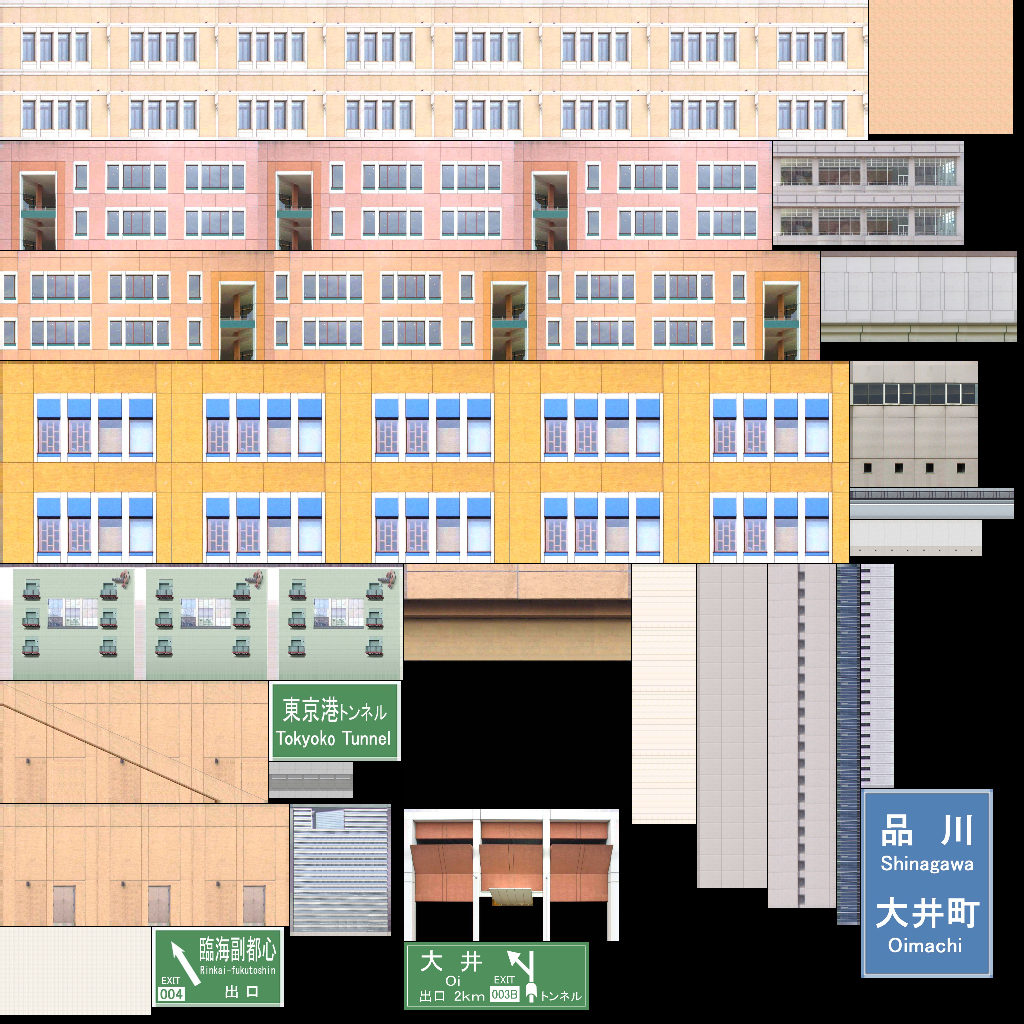 東京港トンネル
Tokyoko Tunnel
品 川
Shinagawa
大井町
Oimachi
臨海副都心
Rinkai-fukutoshin
EXIT
004
出 口
大 井
Oi
EXIT
出口 2km 003B トンネル